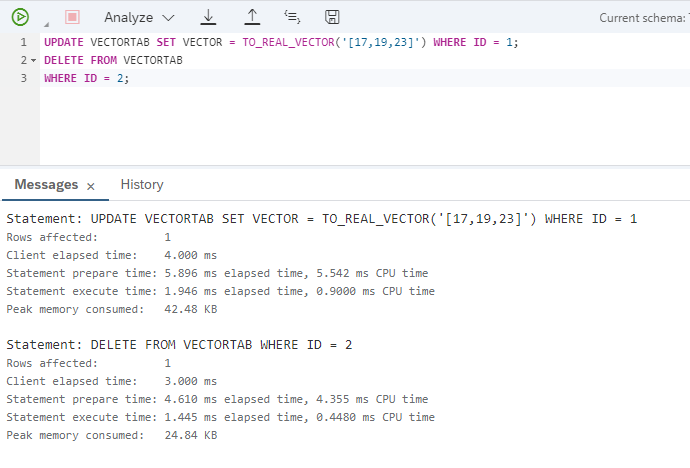 Analyze
Current schema:
1 UPDATE VECTORTAB SET VECTOR = TO_REAL_VECTOR('[17,19,23]') WHERE ID = 1;
2 DELETE FROM VECTORTAB
3 WHERE ID = 2;
Messages × History
Statement: UPDATE VECTORTAB SET VECTOR = TO_REAL_VECTOR('[17,19,23]') WHERE ID = 1
Rows affected: 1
Client elapsed time: 4.000 ms
Statement prepare time: 5.896 ms elapsed time, 5.542 ms CPU time
Statement execute time: 1.946 ms elapsed time, 0.9000 ms CPU time
Peak memory consumed: 42.48 KB
Statement: DELETE FROM VECTORTAB WHERE ID = 2
Rows affected: 1
Client elapsed time: 3.000 ms
Statement prepare time: 4.610 ms elapsed time, 4.355 ms CPU time
Statement execute time: 1.445 ms elapsed time, 0.4480 ms CPU time
Peak memory consumed: 24.84 KB